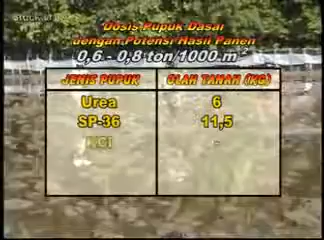 Dosis Pupuk Dasar
dengan Potensi Hasil Panen
0,6 - 0,8 ton/1000 m²
JENIS PUPUK OLAH TANAH (KG)
Urea 6
SP-36 11,5
KCl -